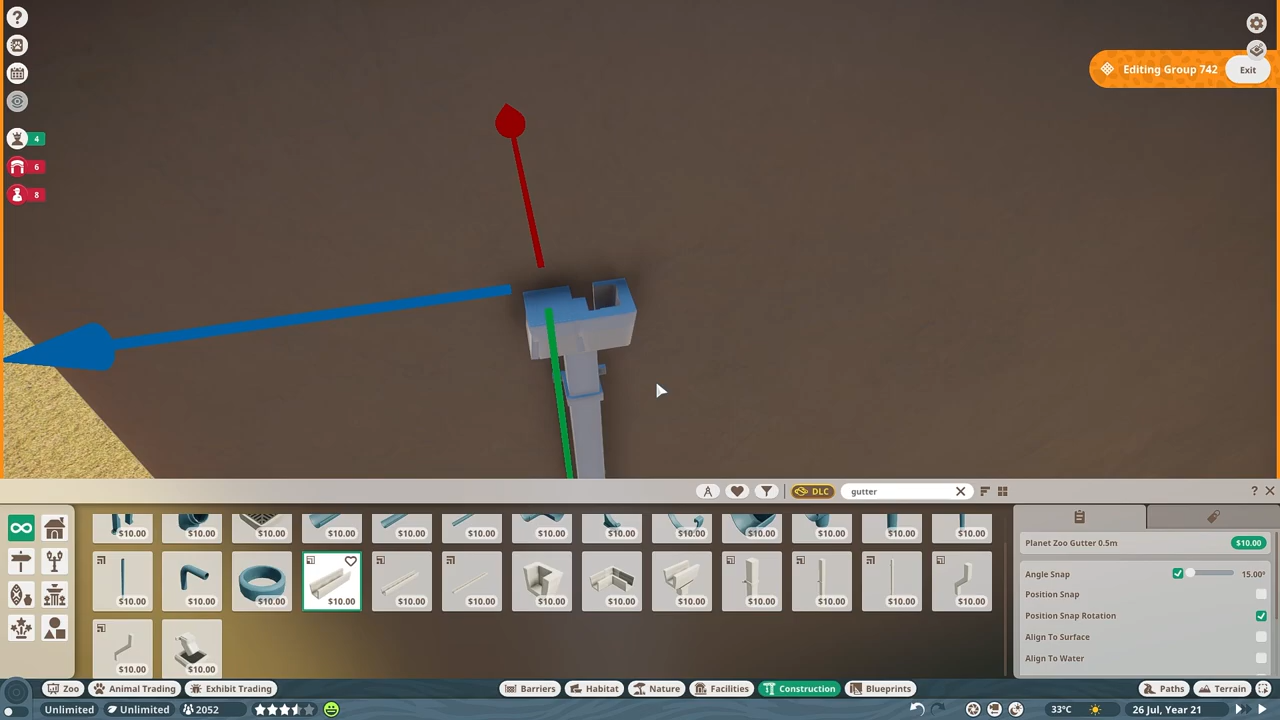 Editing Group 742
Exit
4
6
8
DLC
gutter
$10.00 $10.00 $10.00 $10.00 $10.00 $10.00 $10.00 $10.00 $10.00 $10.00 $10.00 $10.00 $10.00
$10.00 $10.00 $10.00 $10.00 $10.00 $10.00 $10.00 $10.00 $10.00 $10.00 $10.00 $10.00 $10.00
$10.00 $10.00
Planet Zoo Gutter 0.5m $10.00
Angle Snap 15.00°
Position Snap
Position Snap Rotation
Align To Surface
Align To Water
Zoo Animal Trading Exhibit Trading Barriers Habitat Nature Facilities Construction Blueprints Paths Terrain
Unlimited Unlimited 2052 33°C 26 Jul, Year 21